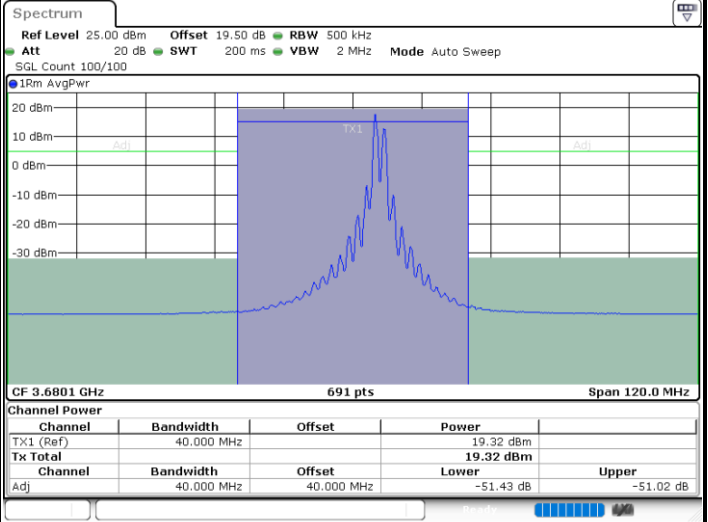 Spectrum
Ref Level 25.00 dBm Offset 19.50 dB RBW 500 kHz
Att 20 dB SWT 200 ms VBW 2 MHz Mode Auto Sweep
SGL Count 100/100
1Rm AvgPwr
20 dBm
TX1
10 dBm
Adj Adj
0 dBm
-10 dBm
-20 dBm
-30 dBm
CF 3.6801 GHz 691 pts Span 120.0 MHz
Channel Power
Channel Bandwidth Offset Power
TX1 (Ref) 40.000 MHz 19.32 dBm
Tx Total 19.32 dBm
Channel Bandwidth Offset Lower Upper
Adj 40.000 MHz 40.000 MHz -51.43 dB -51.02 dB
Ready